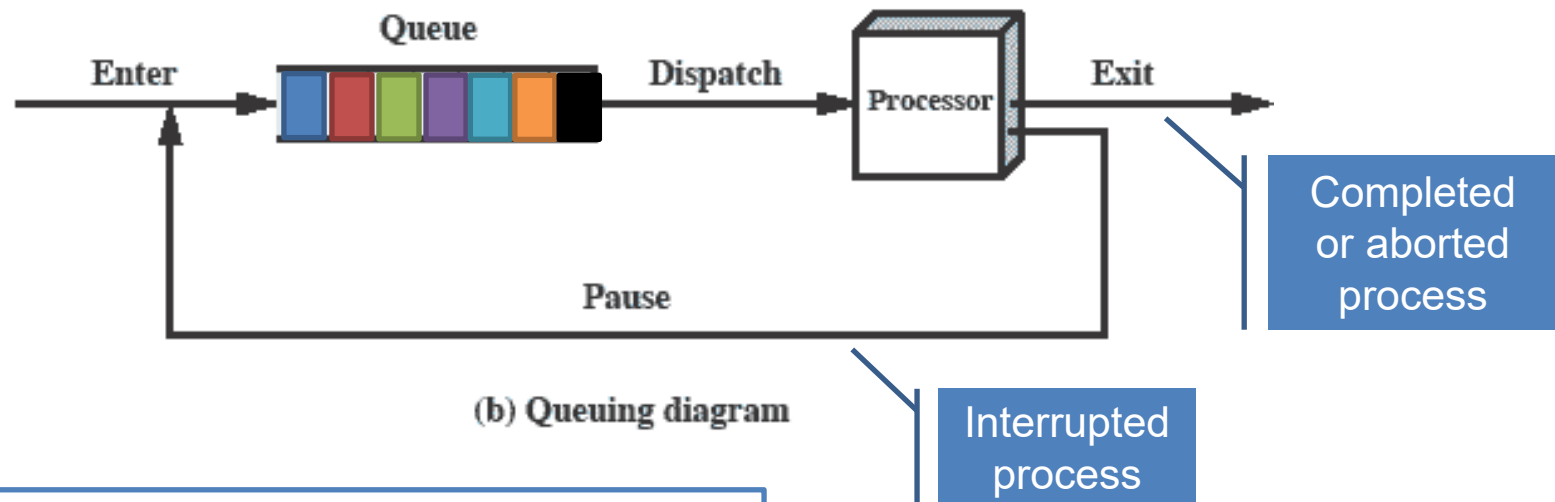 Queue
Enter
Dispatch
Processor
Exit
Completed
or aborted
process
Pause
(b) Queuing diagram
Interrupted
process